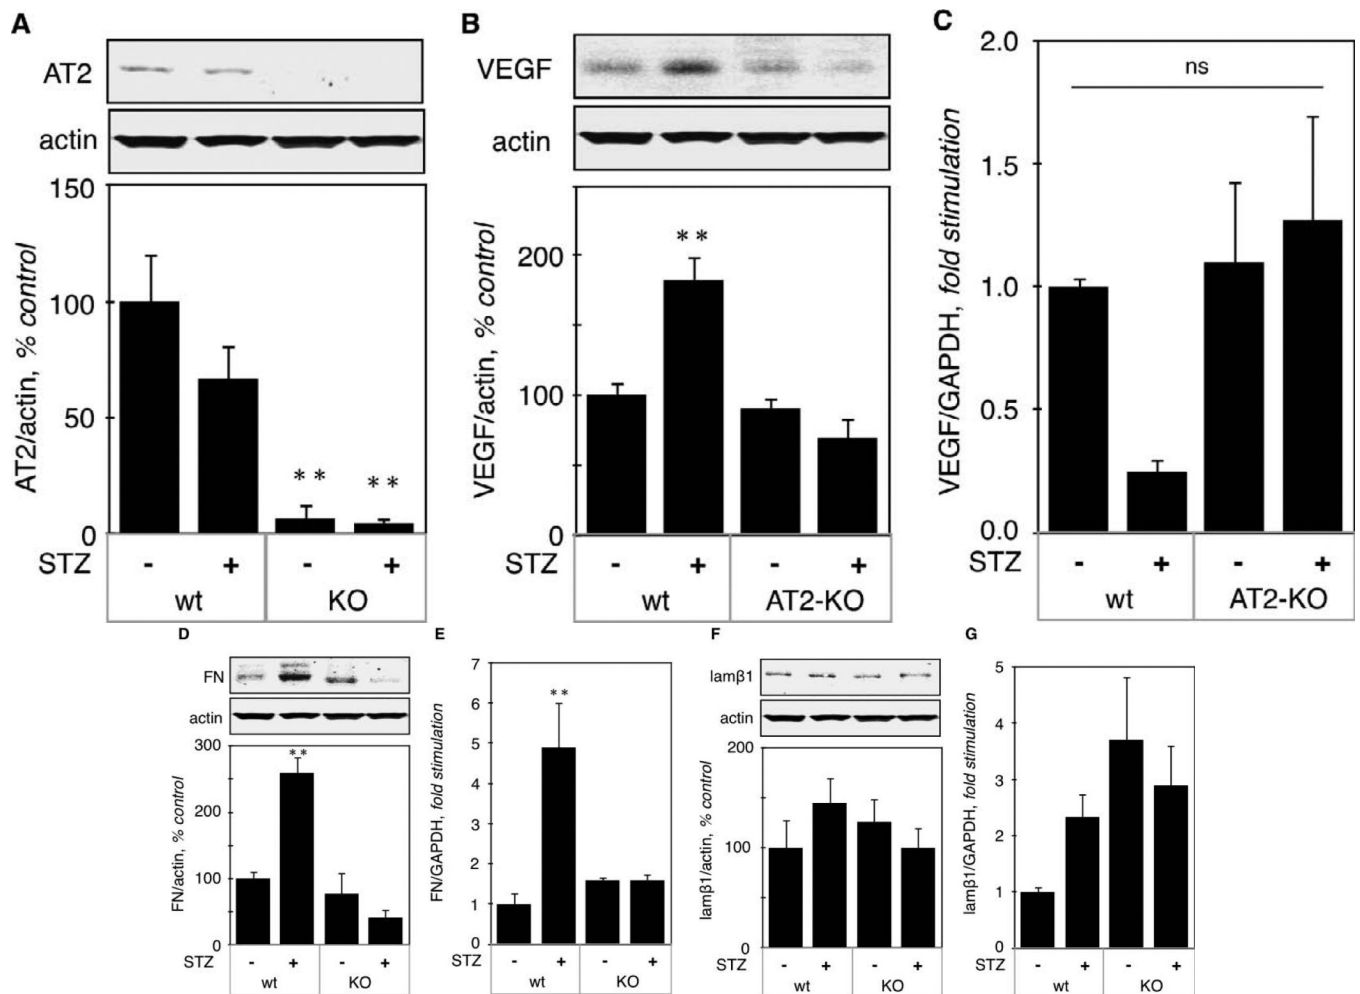 A
AT2
actin
AT2/actin, % control
150
100
50
0
** **
STZ - + - +
wt KO
B
VEGF
actin
VEGF/actin, % control
200
100
0
**
STZ - + - +
wt AT2-KO
C
VEGF/GAPDH, fold stimulation
2.0
1.5
1.0
0.5
0.0
ns
STZ - + - +
wt AT2-KO
D
FN
actin
FN/actin, % control
300
200
100
0
**
STZ - + - +
wt KO
E
FN/GAPDH, fold stimulation
7
6
5
4
3
2
1
0
**
STZ - + - +
wt KO
F
lamβ1
actin
lamβ1/actin, % control
200
100
0
STZ - + - +
wt KO
G
lamβ1/GAPDH, fold stimulation
5
4
3
2
1
0
STZ - + - +
wt KO